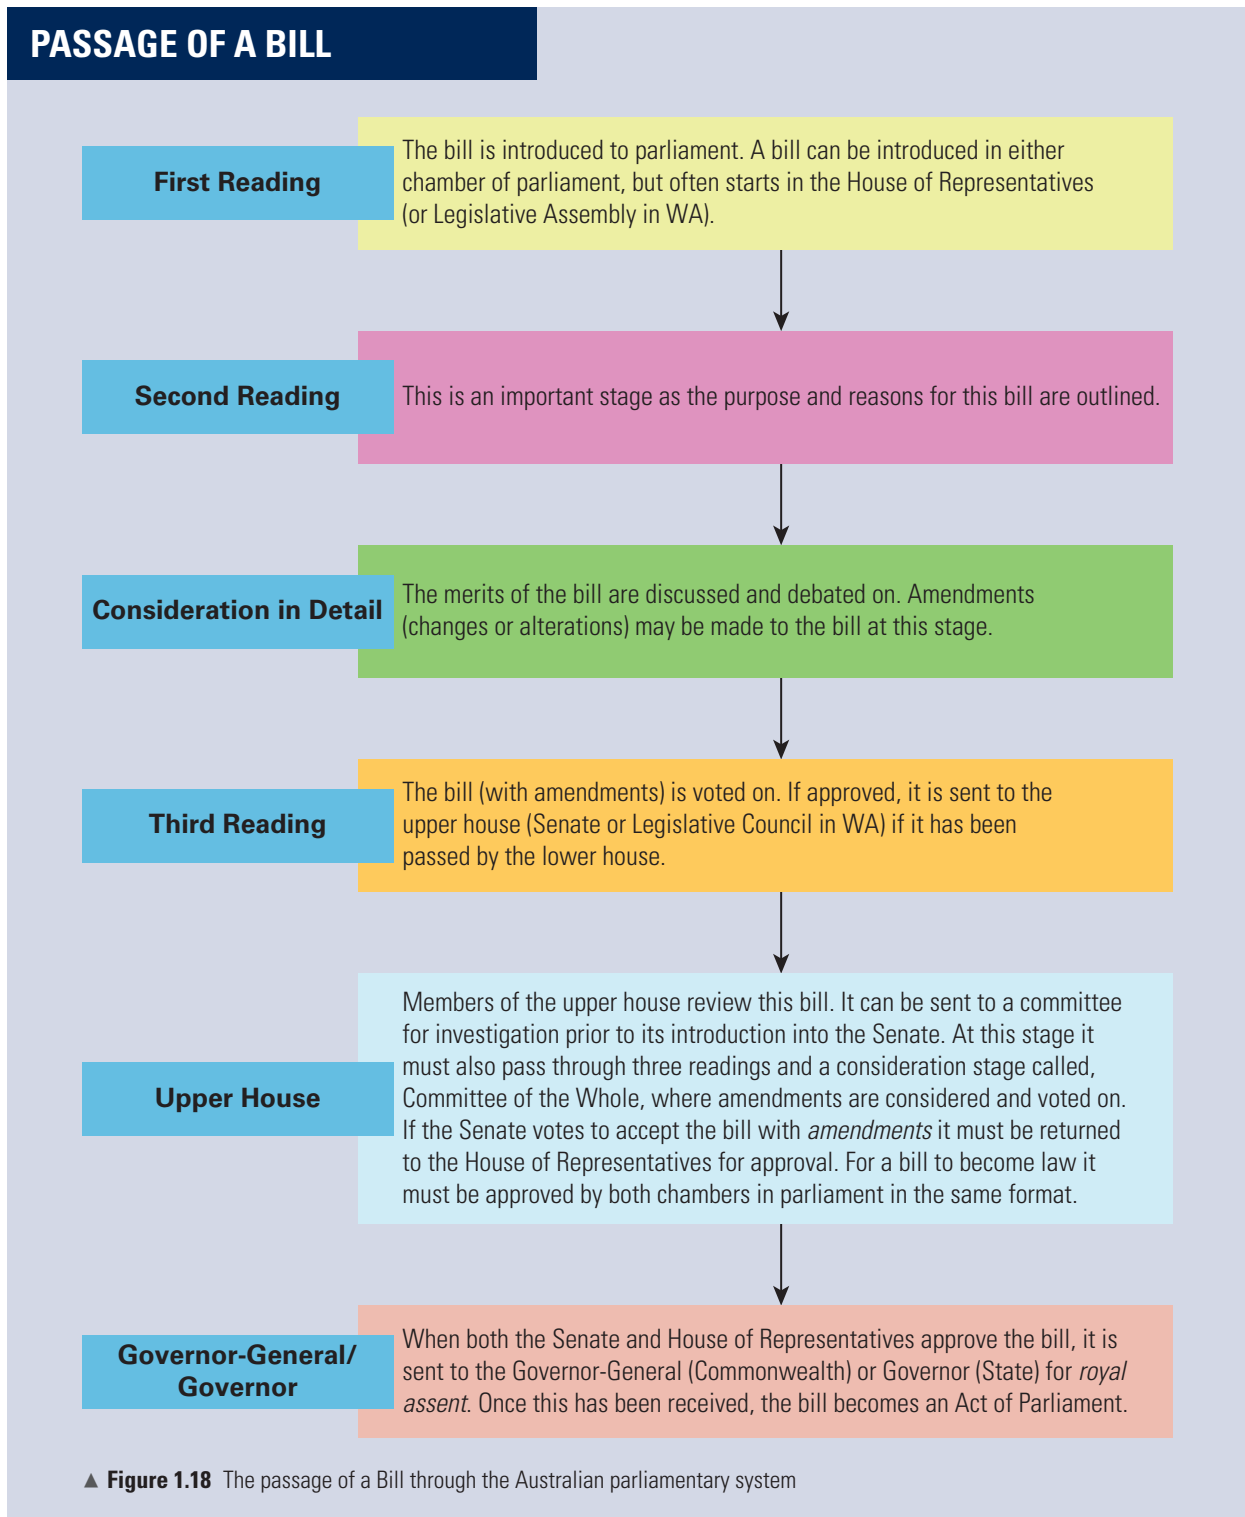 PASSAGE OF A BILL
First Reading
The bill is introduced to parliament. A bill can be introduced in either
chamber of parliament, but often starts in the House of Representatives
(or Legislative Assembly in WA).
Second Reading
This is an important stage as the purpose and reasons for this bill are outlined.
Consideration in Detail
The merits of the bill are discussed and debated on. Amendments
(changes or alterations) may be made to the bill at this stage.
Third Reading
The bill (with amendments) is voted on. If approved, it is sent to the
upper house (Senate or Legislative Council in WA) if it has been
passed by the lower house.
Upper House
Members of the upper house review this bill. It can be sent to a committee
for investigation prior to its introduction into the Senate. At this stage it
must also pass through three readings and a consideration stage called,
Committee of the Whole, where amendments are considered and voted on.
If the Senate votes to accept the bill with amendments it must be returned
to the House of Representatives for approval. For a bill to become law it
must be approved by both chambers in parliament in the same format.
Governor-General/
Governor
When both the Senate and House of Representatives approve the bill, it is
sent to the Governor-General (Commonwealth) or Governor (State) for royal
assent. Once this has been received, the bill becomes an Act of Parliament.
▲ Figure 1.18 The passage of a Bill through the Australian parliamentary system